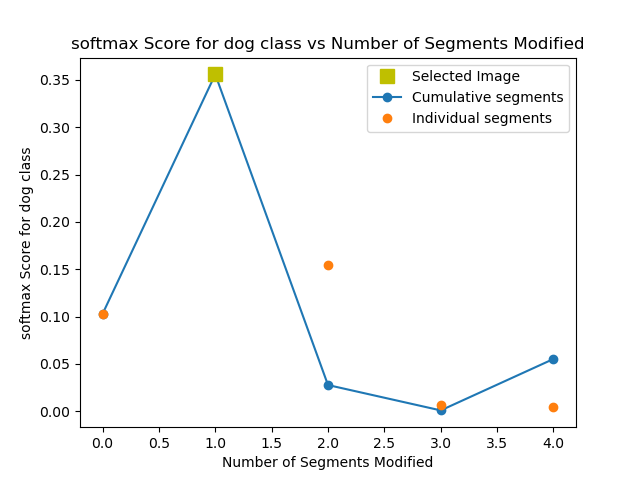 softmax Score for dog class vs Number of Segments Modified
Selected Image
Cumulative segments
Individual segments
softmax Score for dog class
0.35
0.30
0.25
0.20
0.15
0.10
0.05
0.00
0.0 0.5 1.0 1.5 2.0 2.5 3.0 3.5 4.0
Number of Segments Modified